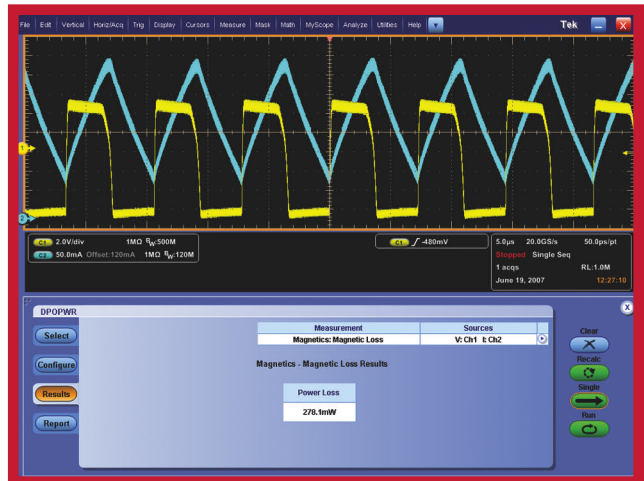 File Edit Vertical Horiz/Acq Trig Display Cursors Measure Mask Math MyScope Analyze Utilities Help Tek X
1
2
C1 2.0V/div 1MΩ BW:500M
C2 50.0mA Offset:120mA 1MΩ BW:120M
C1 -480mV
5.0µs 20.0GS/s 50.0ps/pt
Stopped Single Seq
1 acqs RL:1.0M
June 19, 2007 12:27:10
DPOPWR X
Select
Configure
Results
Report
Measurement Sources
Magnetics: Magnetic Loss V: Ch1 I: Ch2
Magnetics - Magnetic Loss Results
Power Loss
278.1mW
Clear
Recalc
Single
Run